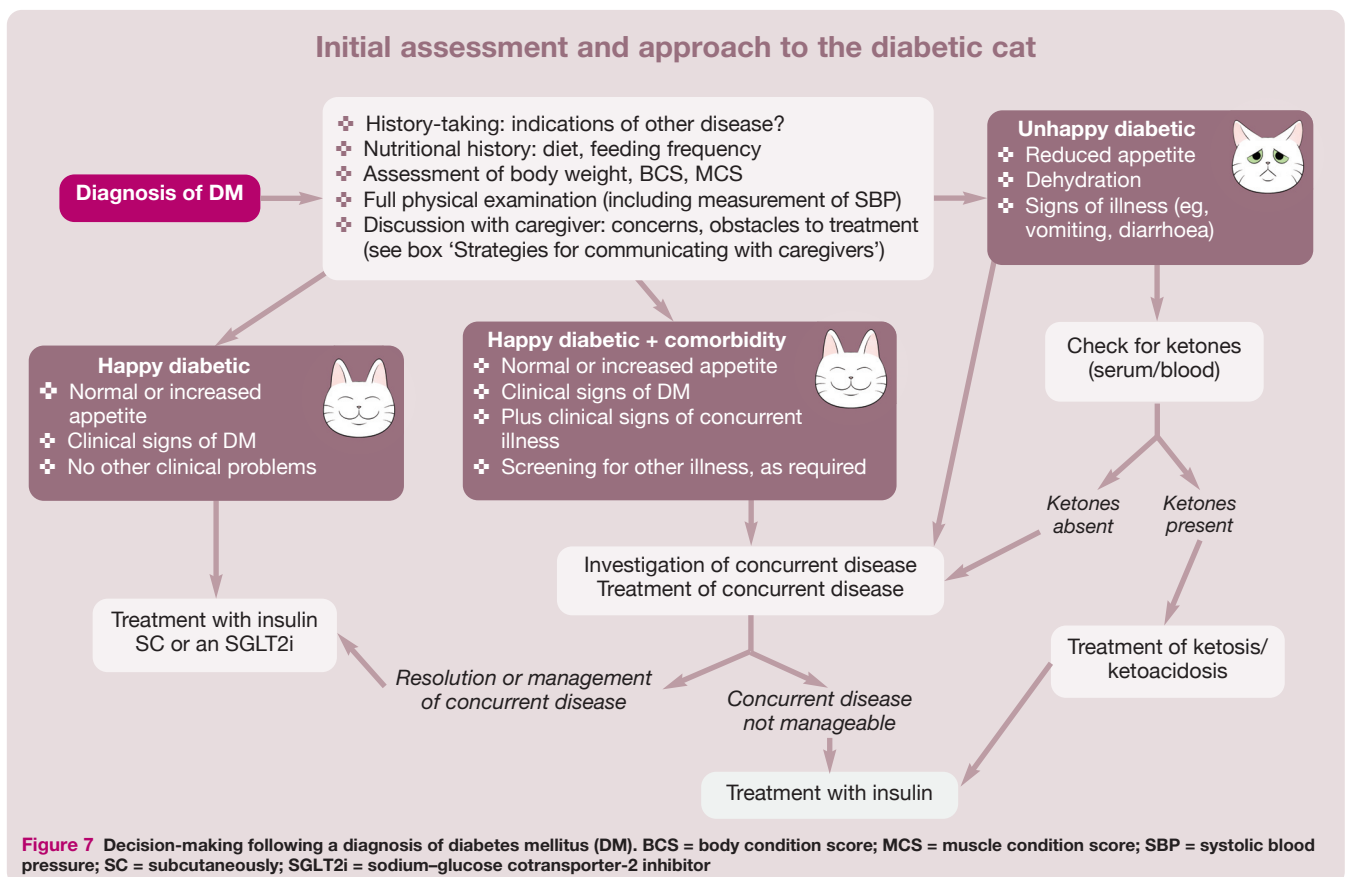 Initial assessment and approach to the diabetic cat
Diagnosis of DM
History-taking: indications of other disease?
Nutritional history: diet, feeding frequency
Assessment of body weight, BCS, MCS
Full physical examination (including measurement of SBP)
Discussion with caregiver: concerns, obstacles to treatment
(see box ‘Strategies for communicating with caregivers’)
Unhappy diabetic
Reduced appetite
Dehydration
Signs of illness (eg,
vomiting, diarrhoea)
Happy diabetic
Normal or increased
appetite
Clinical signs of DM
No other clinical problems
Happy diabetic + comorbidity
Normal or increased appetite
Clinical signs of DM
Plus clinical signs of concurrent
illness
Screening for other illness, as required
Check for ketones
(serum/blood)
Ketones
absent
Ketones
present
Investigation of concurrent disease
Treatment of concurrent disease
Treatment with insulin
SC or an SGLT2i
Resolution or management
of concurrent disease
Concurrent disease
not manageable
Treatment of ketosis/
ketoacidosis
Treatment with insulin
Figure 7 Decision-making following a diagnosis of diabetes mellitus (DM). BCS = body condition score; MCS = muscle condition score; SBP = systolic blood
pressure; SC = subcutaneously; SGLT2i = sodium–glucose cotransporter-2 inhibitor